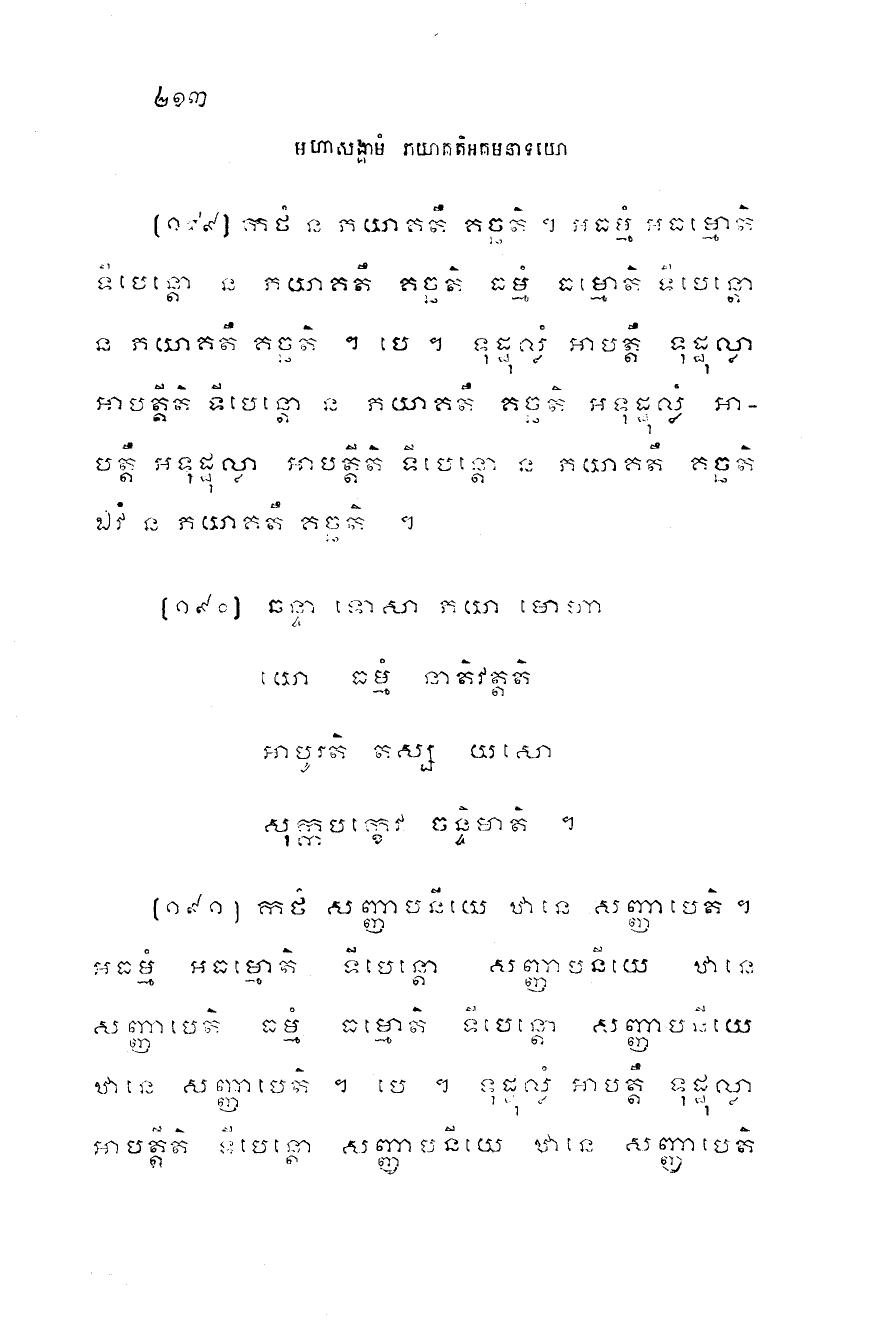 ២១៣
មហាសង្គាមំ ភយាគតិអគមនាទយោ
[១៨៩] កថំ ន ភយាគតឹ គច្ឆតិ ។ អធម្មំ អធម្មោតិ
ទីបេន្តោ ន ភយាគតឹ គច្ឆតិ ធម្មំ ធម្មោតិ ទីបេន្តោ
ន ភយាគតឹ គច្ឆតិ ។ បេ ។ ទុដ្ឋុល្លំ អាបត្តឹ ទុដ្ឋុល្លា
អាបត្តីតិ ទីបេន្តោ ន ភយាគតឹ គច្ឆតិ អទុដ្ឋុល្លំ អា-
បត្តឹ អទុដ្ឋុល្លា អាបត្តីតិ ទីបេន្តោ ន ភយាគតឹ គច្ឆតិ
ឯវំ ន ភយាគតឹ គច្ឆតិ ។
[១៩០] ឆន្ទា ទោសា ភយា មោហា
យោ ធម្មំ នាតិវត្តតិ
អាបូរតិ តស្ស យសោ
សុក្កបក្ខេវ ចន្ទិមាតិ ។
[១៩១] កថំ សញ្ញាបនីយេ ឋានេ សញ្ញាបេតិ ។
អធម្មំ អធម្មោតិ ទីបេន្តោ សញ្ញាបនីយេ ឋានេ
សញ្ញាបេតិ ធម្មំ ធម្មោតិ ទីបេន្តោ សញ្ញាបនីយេ
ឋានេ សញ្ញាបេតិ ។ បេ ។ ទុដ្ឋុល្លំ អាបត្តឹ ទុដ្ឋុល្លា
អាបត្តីតិ ទីបេន្តោ សញ្ញាបនីយេ ឋានេ សញ្ញាបេតិ